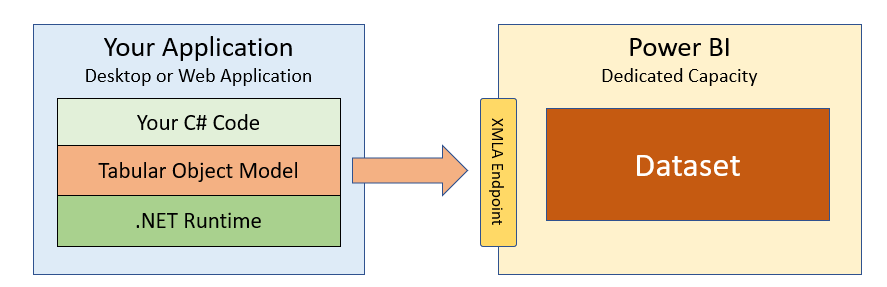 Your Application
Desktop or Web Application
Your C# Code
Tabular Object Model
.NET Runtime
Power BI
Dedicated Capacity
XMLA Endpoint
Dataset